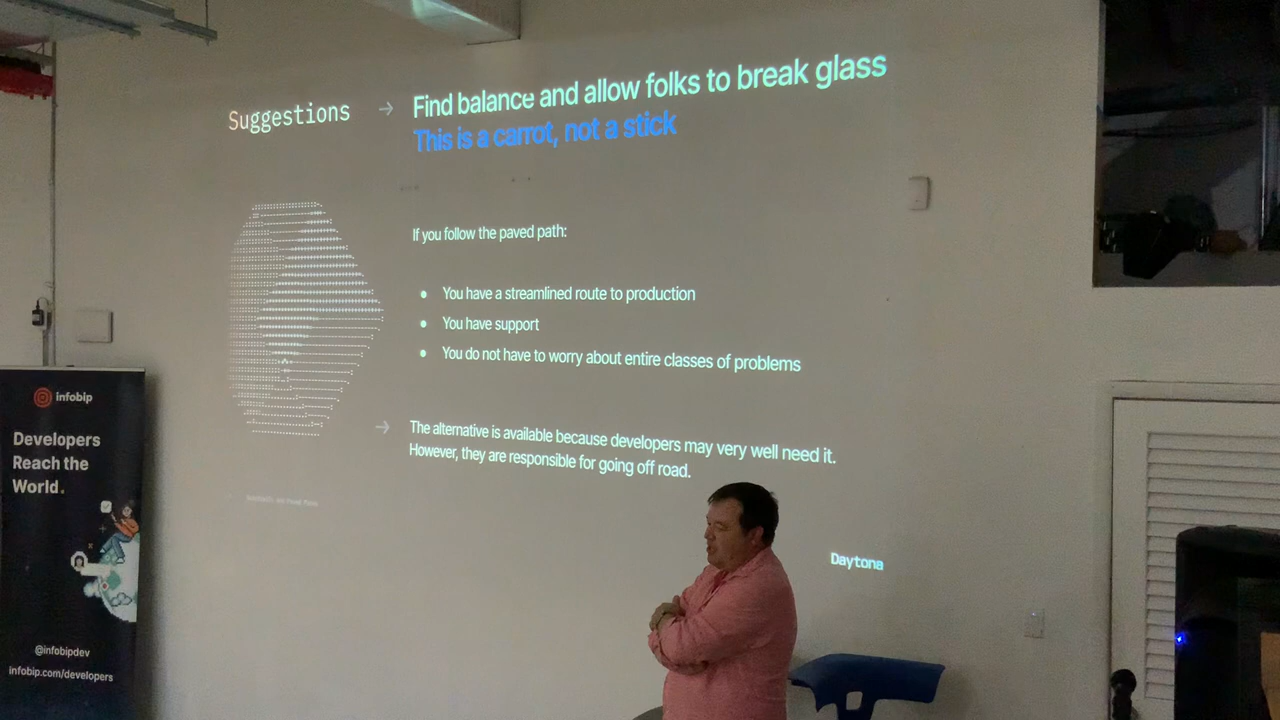 Suggestions → Find balance and allow folks to break glass
This is a carrot, not a stick
If you follow the paved path:
● You have a streamlined route to production
● You have support
● You do not have to worry about entire classes of problems
→ The alternative is available because developers may very well need it.
However, they are responsible for going off road.
Daytona
infobip
Developers
Reach the
World.
@infobipdev
infobip.com/developers